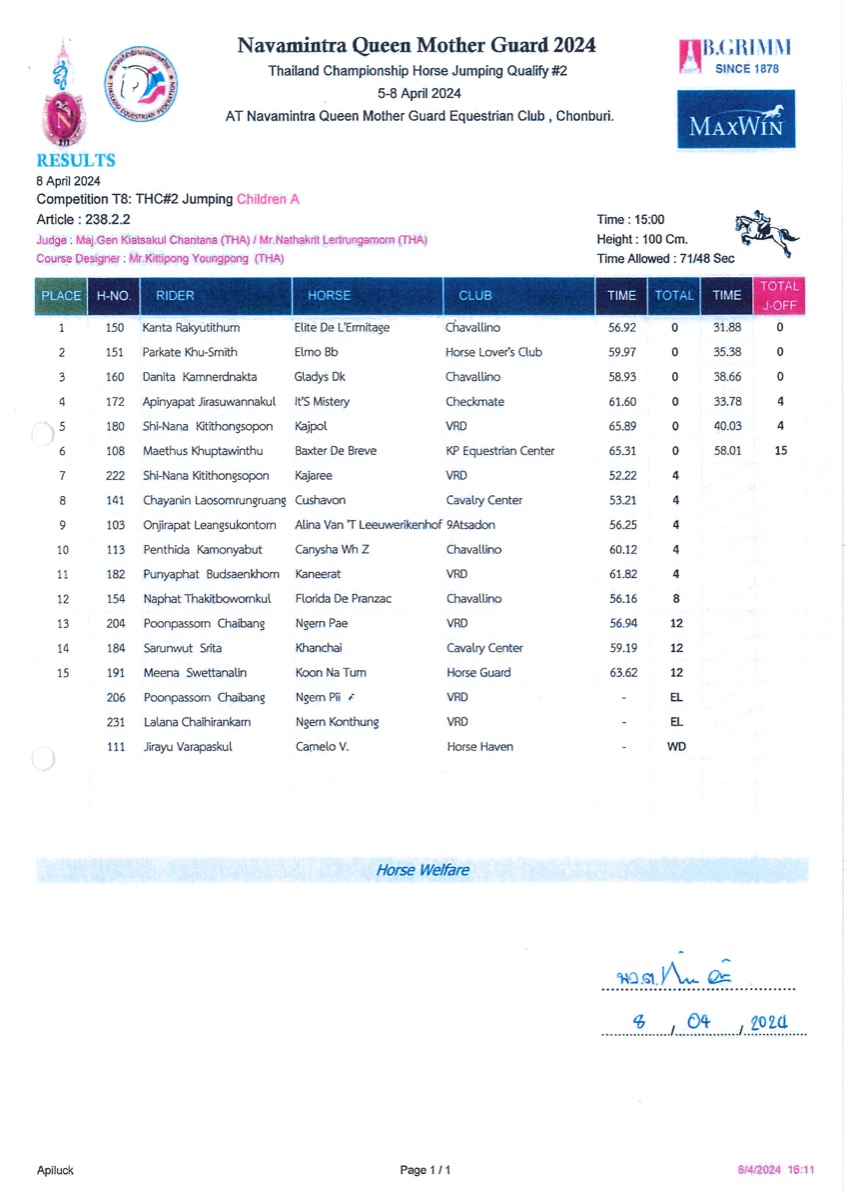 Navamintra Queen Mother Guard 2024
Thailand Championship Horse Jumping Qualify #2
5-8 April 2024
AT Navamintra Queen Mother Guard Equestrian Club , Chonburi.
B.GRIMM
SINCE 1878
MAXWIN
THAILAND EQUESTRIAN FEDERATION
N
RESULTS
8 April 2024
Competition T8: THC#2 Jumping Children A
Article : 238.2.2 Time : 15:00
Judge : Maj.Gen Kiatsakul Chantana (THA) / Mr.Nathakrit Lertrungamorn (THA) Height : 100 Cm.
Course Designer : Mr.Kittipong Youngpong (THA) Time Allowed : 71/48 Sec
PLACE H-NO. RIDER HORSE CLUB TIME TOTAL TIME TOTAL J-OFF
1 150 Kanta Rakyutithum Elite De L'Ermitage Chavallino 56.92 0 31.88 0
2 151 Parkate Khu-Smith Elmo Bb Horse Lover's Club 59.97 0 35.38 0
3 160 Danita Kamnerdnakta Gladys Dk Chavallino 58.93 0 38.66 0
4 172 Apinyapat Jirasuwannakul It'S Mistery Checkmate 61.60 0 33.78 4
5 180 Shi-Nana Kitithongsopon Kajpol VRD 65.89 0 40.03 4
6 108 Maethus Khuptawinthu Baxter De Breve KP Equestrian Center 65.31 0 58.01 15
7 222 Shi-Nana Kitithongsopon Kajaree VRD 52.22 4
8 141 Chayanin Laosomrungruang Cushavon Cavalry Center 53.21 4
9 103 Onjirapat Leangsukontorn Alina Van 'T Leeuwerikenhof 9Atsadon 56.25 4
10 113 Penthida Kamonyabut Canysha Wh Z Chavallino 60.12 4
11 182 Punyaphat Budsaenkhom Kaneerat VRD 61.82 4
12 154 Naphat Thakitbowornkul Florida De Pranzac Chavallino 56.16 8
13 204 Poonpassorn Chaibang Ngern Pae VRD 56.94 12
14 184 Sarunwut Srita Khanchai Cavalry Center 59.19 12
15 191 Meena Swettanalin Koon Na Tum Horse Guard 63.62 12
206 Poonpassorn Chaibang Ngern Pii VRD - EL
231 Lalana Chaihirankarn Ngern Konthung VRD - EL
111 Jirayu Varapaskul Camelo V. Horse Haven - WD
Horse Welfare
8 / 04 / 2024
Apiluck Page 1 / 1 8/4/2024 16:11